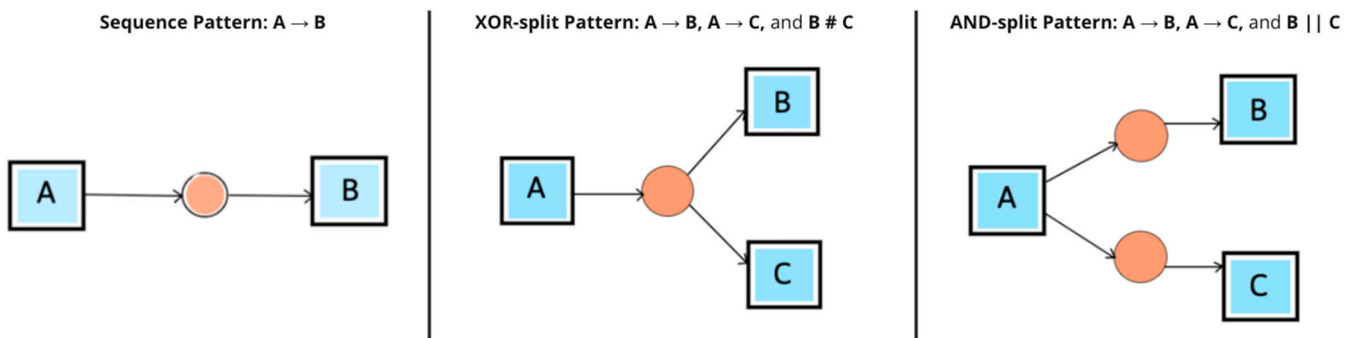 Sequence Pattern: A → B
XOR-split Pattern: A → B, A → C, and B # C
AND-split Pattern: A → B, A → C, and B || C
A
B
A
B
C
A
B
C